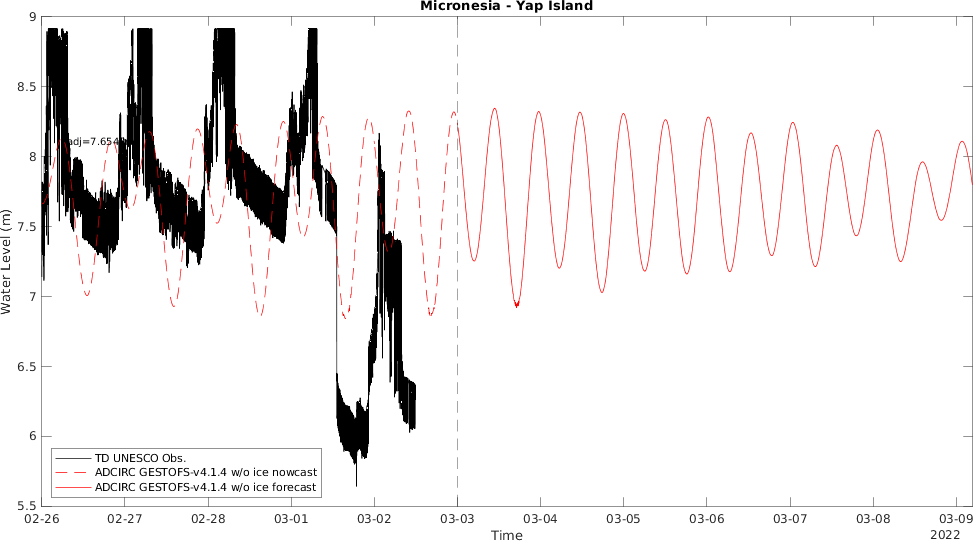 Micronesia - Yap Island
Water Level (m)
9
8.5
8
7.5
7
6.5
6
5.5
TD UNESCO Obs.
ADCIRC GESTOFS-v4.1.4 w/o ice nowcast
ADCIRC GESTOFS-v4.1.4 w/o ice forecast
02-26 02-27 02-28 03-01 03-02 03-03 03-04 03-05 03-06 03-07 03-08 03-09
Time
2022